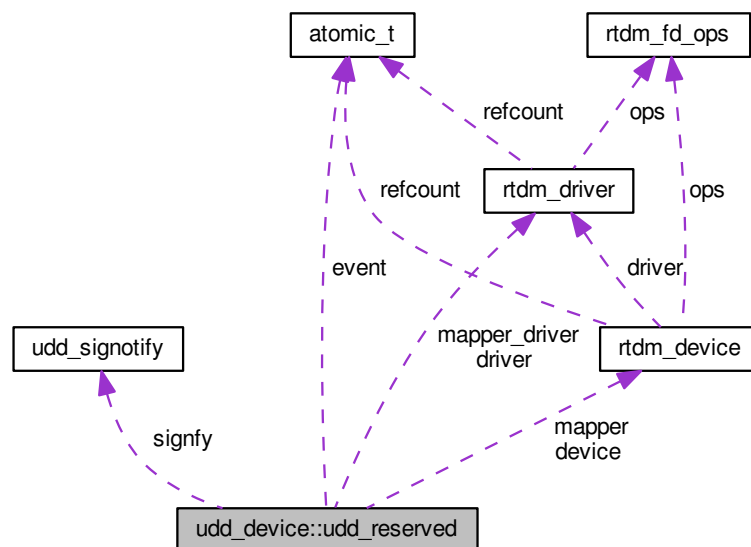 atomic_t
rtdm_fd_ops
refcount
ops
rtdm_driver
refcount
ops
event
driver
mapper_driver
driver
udd_signotify
rtdm_device
signfy
mapper
device
udd_device::udd_reserved